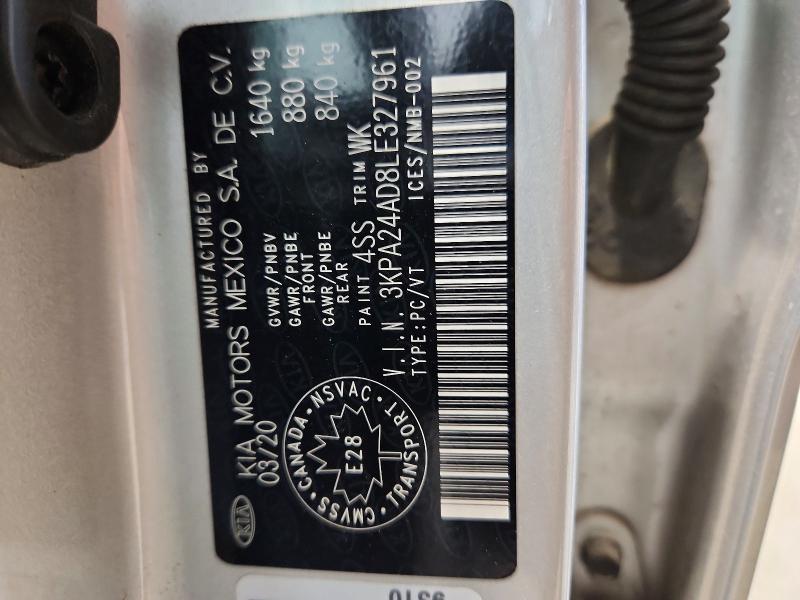 MANUFACTURED BY
KIA KIA MOTORS MEXICO S.A. DE C.V.
03/20 1640 kg
GVWR/PNBV
GAWR/PNBE 880 kg
FRONT
GAWR/PNBE 840 kg
REAR
PAINT 4SS TRIM WK
V.I.N. 3KPA24AD8LE327961
TYPE:PC/VT ICES/NMB-002
CMVSS · CANADA · NSVAC · TRANSPORT
E28